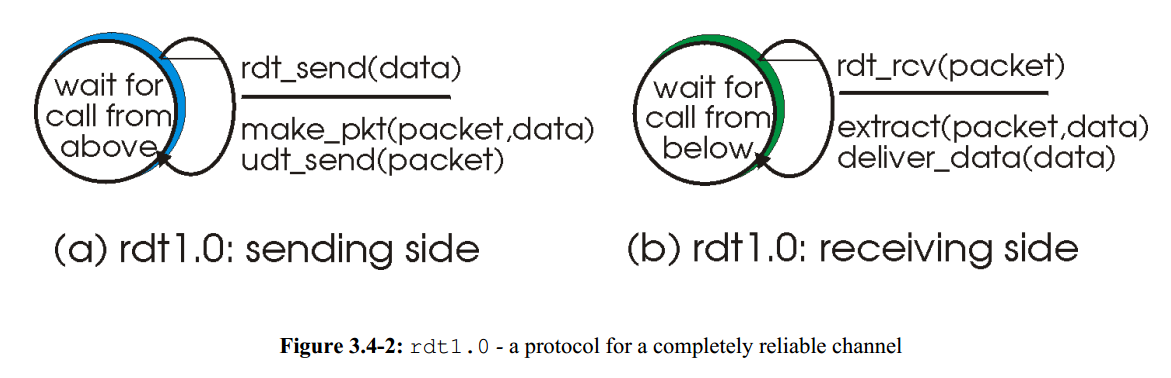 wait for
call from
above
rdt_send(data)
make_pkt(packet,data)
udt_send(packet)
(a) rdt1.0: sending side
wait for
call from
below
rdt_rcv(packet)
extract(packet,data)
deliver_data(data)
(b) rdt1.0: receiving side
Figure 3.4-2: rdt1.0 - a protocol for a completely reliable channel